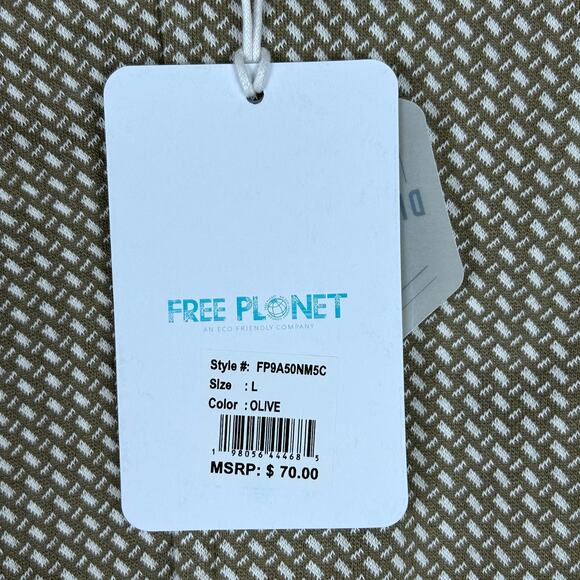 FREE PLANET
AN ECO FRIENDLY COMPANY
Style #: FP9A50NM5C
Size : L
Color : OLIVE
1 98056 44468 5
MSRP: $ 70.00